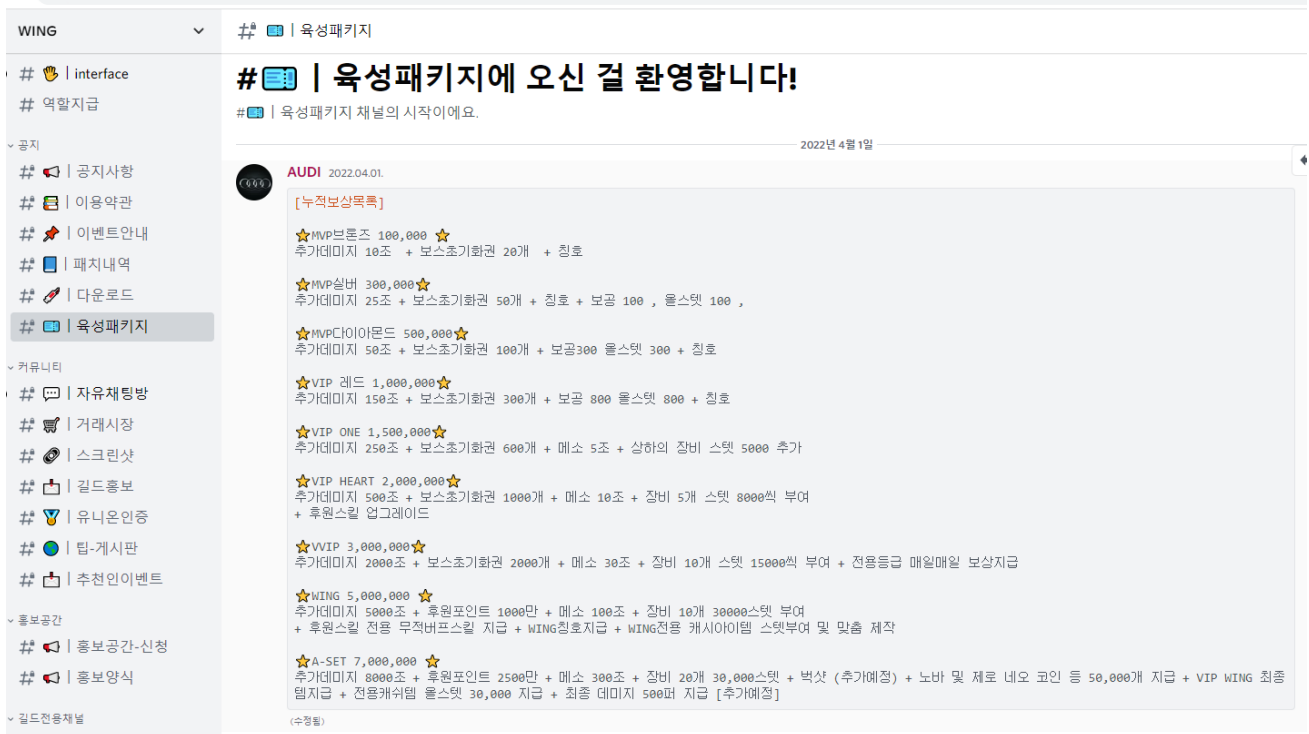 WING
# | interface
# 역할지급
공지
# | 공지사항
# | 이용약관
# | 이벤트안내
# | 패치내역
# | 다운로드
# | 육성패키지
커뮤니티
# | 자유채팅방
# | 거래시장
# | 스크린샷
# | 길드홍보
# | 유니온인증
# | 팁-게시판
# | 추천인이벤트
홍보공간
# | 홍보공간-신청
# | 홍보양식
길드전용채널
# 🎫 | 육성패키지
#🎫 | 육성패키지에 오신 걸 환영합니다!
#🎫 | 육성패키지 채널의 시작이에요.
2022년 4월 1일
AUDI 2022.04.01.
[누적보상목록]
⭐MVP브론즈 100,000 ⭐
추가데미지 10조 + 보스초기화권 20개 + 칭호
⭐MVP실버 300,000⭐
추가데미지 25조 + 보스초기화권 50개 + 칭호 + 보공 100 , 올스텟 100 ,
⭐MVP다이아몬드 500,000⭐
추가데미지 50조 + 보스초기화권 100개 + 보공300 올스텟 300 + 칭호
⭐VIP 레드 1,000,000⭐
추가데미지 150조 + 보스초기화권 300개 + 보공 800 올스텟 800 + 칭호
⭐VIP ONE 1,500,000⭐
추가데미지 250조 + 보스초기화권 600개 + 메소 5조 + 상하의 장비 스텟 5000 추가
⭐VIP HEART 2,000,000⭐
추가데미지 500조 + 보스초기화권 1000개 + 메소 10조 + 장비 5개 스텟 8000씩 부여
+ 후원스킬 업그레이드
⭐VVIP 3,000,000⭐
추가데미지 2000조 + 보스초기화권 2000개 + 메소 30조 + 장비 10개 스텟 15000씩 부여 + 전용등급 매일매일 보상지급
⭐WING 5,000,000 ⭐
추가데미지 5000조 + 후원포인트 1000만 + 메소 100조 + 장비 10개 30000스텟 부여
+ 후원스킬 전용 무적버프스킬 지급 + WING칭호지급 + WING전용 캐시아이템 스텟부여 및 맞춤 제작
⭐A-SET 7,000,000 ⭐
추가데미지 8000조 + 후원포인트 2500만 + 메소 300조 + 장비 20개 30,000스텟 + 벅샷 (추가예정) + 노바 및 제로 네오 코인 등 50,000개 지급 + VIP WING 최종
템지급 + 전용캐쉬템 올스텟 30,000 지급 + 최종 데미지 500퍼 지급 [추가예정]
(수정됨)